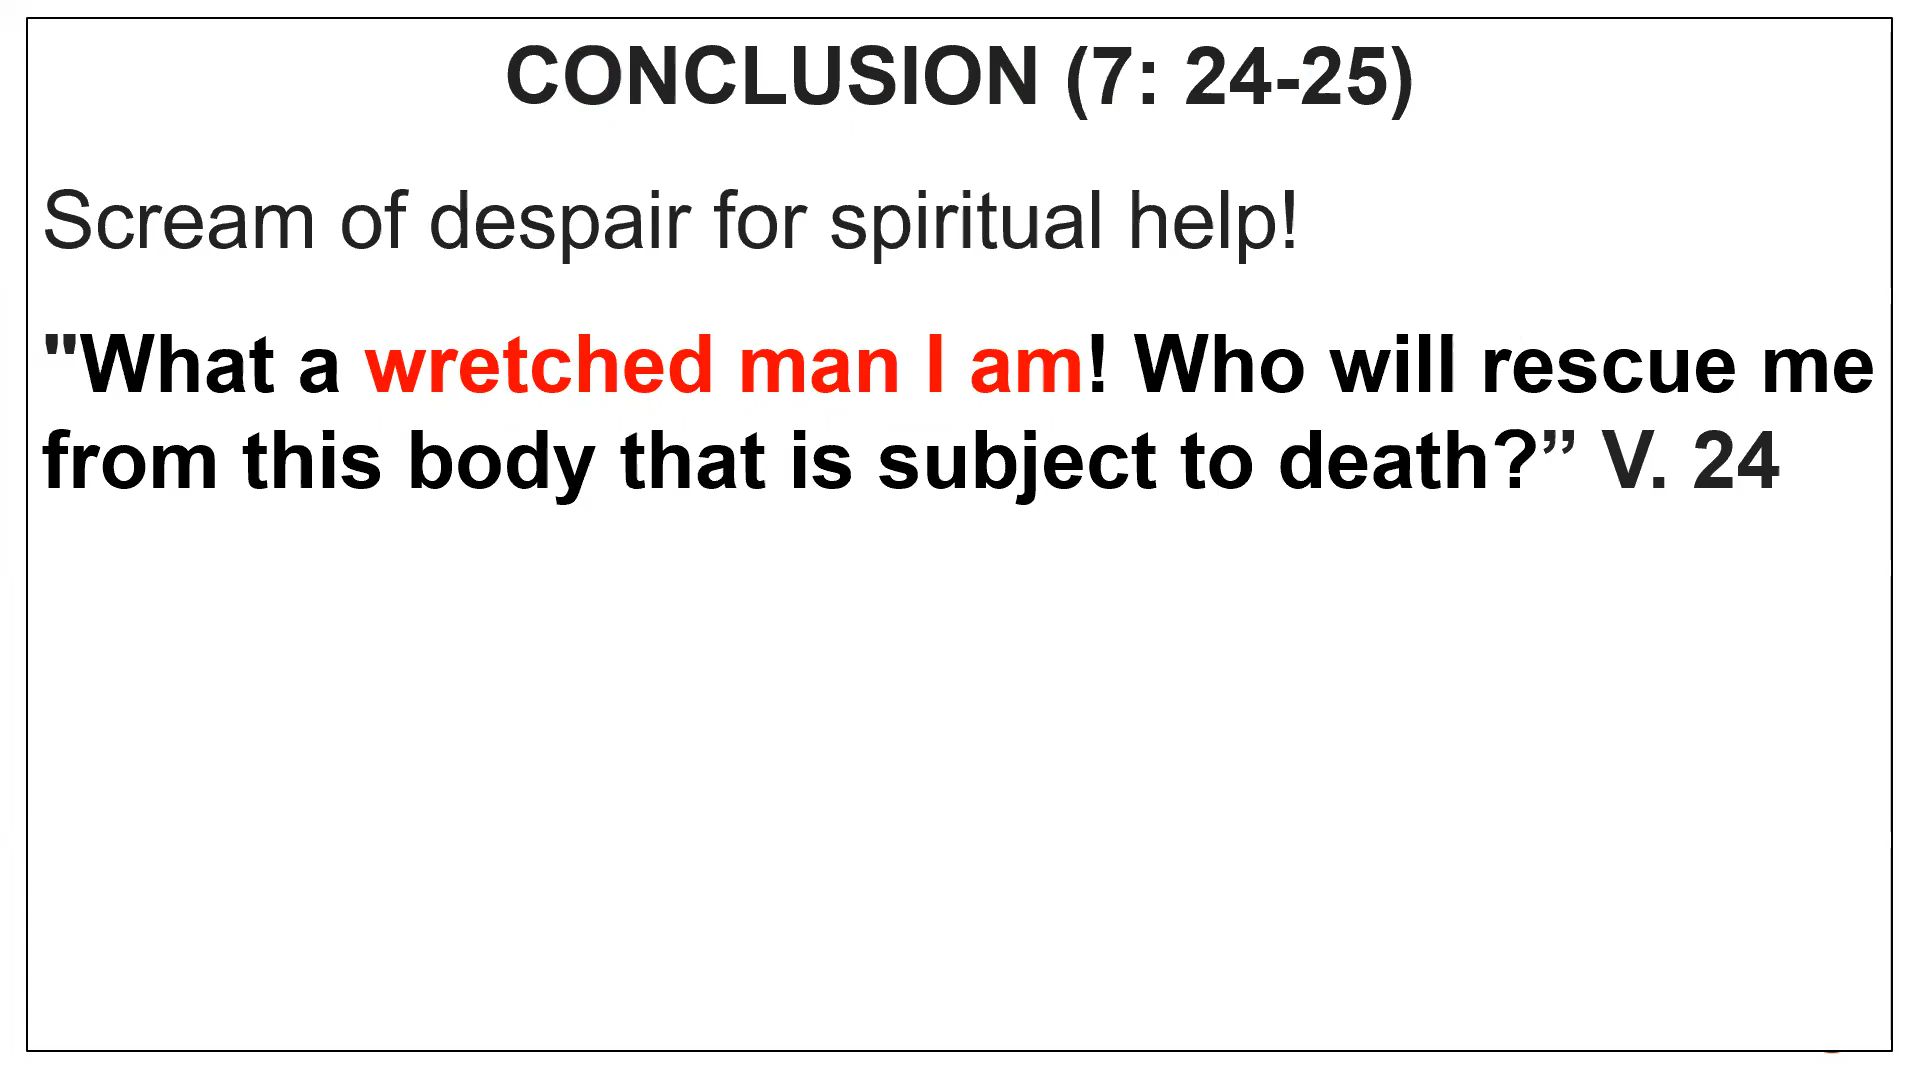 CONCLUSION (7: 24-25)
Scream of despair for spiritual help!
"What a wretched man I am! Who will rescue me
from this body that is subject to death?” V. 24